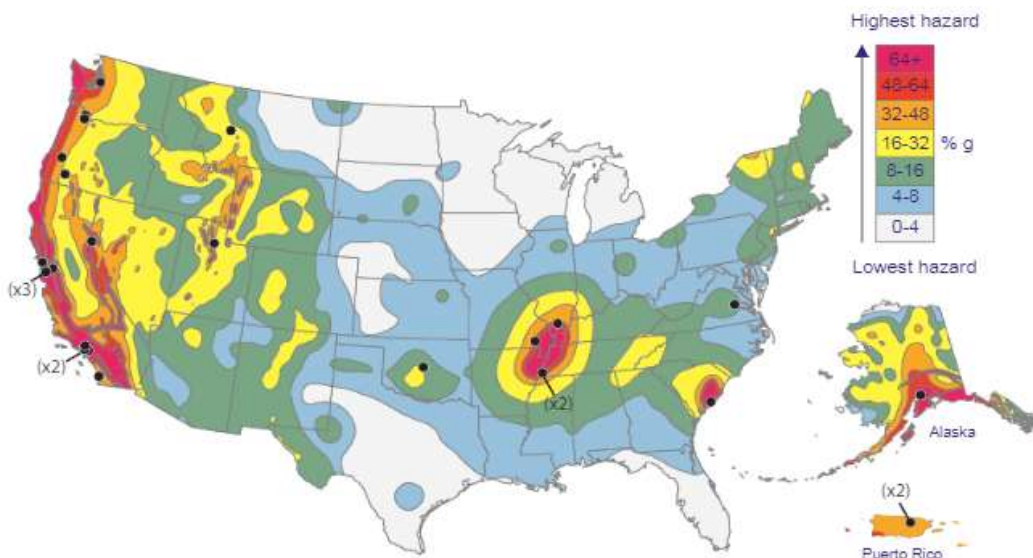 Highest hazard
64+
48-64
32-48
16-32 % g
8-16
4-8
0-4
Lowest hazard
(x3)
(x2)
(x2)
Alaska
(x2)
Puerto Rico